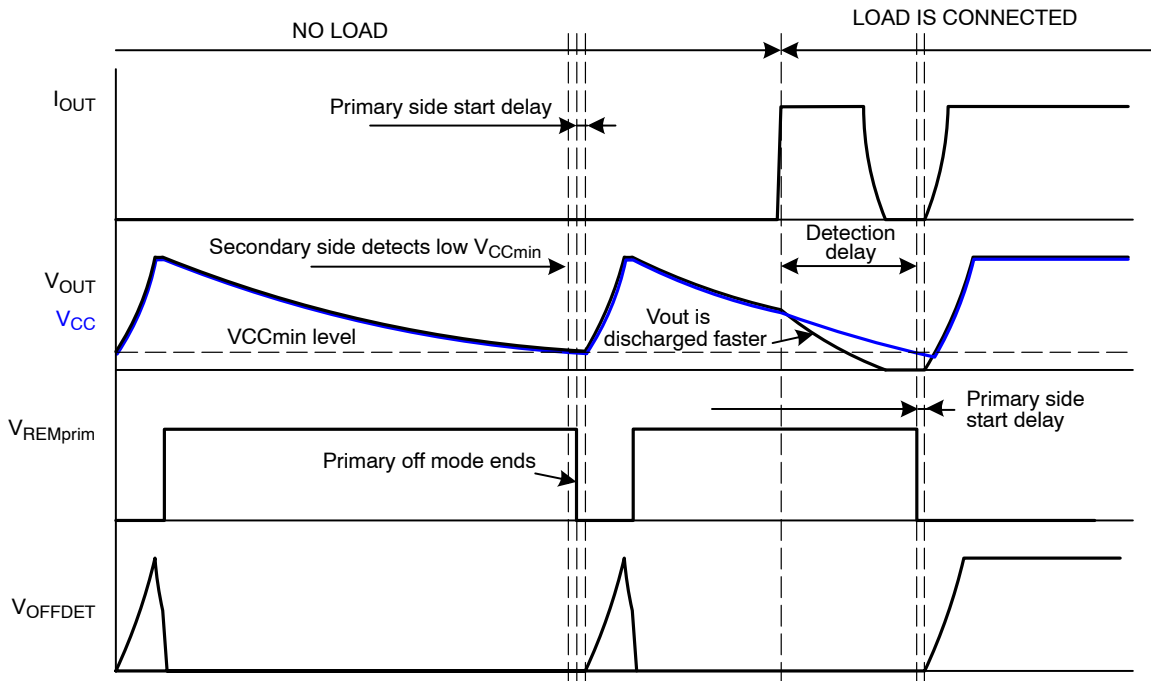 NO LOAD
LOAD IS CONNECTED
IOUT
Primary side start delay
Secondary side detects low VCCmin
Detection
delay
VOUT
VCC
VCCmin level
Vout is
discharged faster
Primary side
start delay
VREMprim
Primary off mode ends
VOFFDET